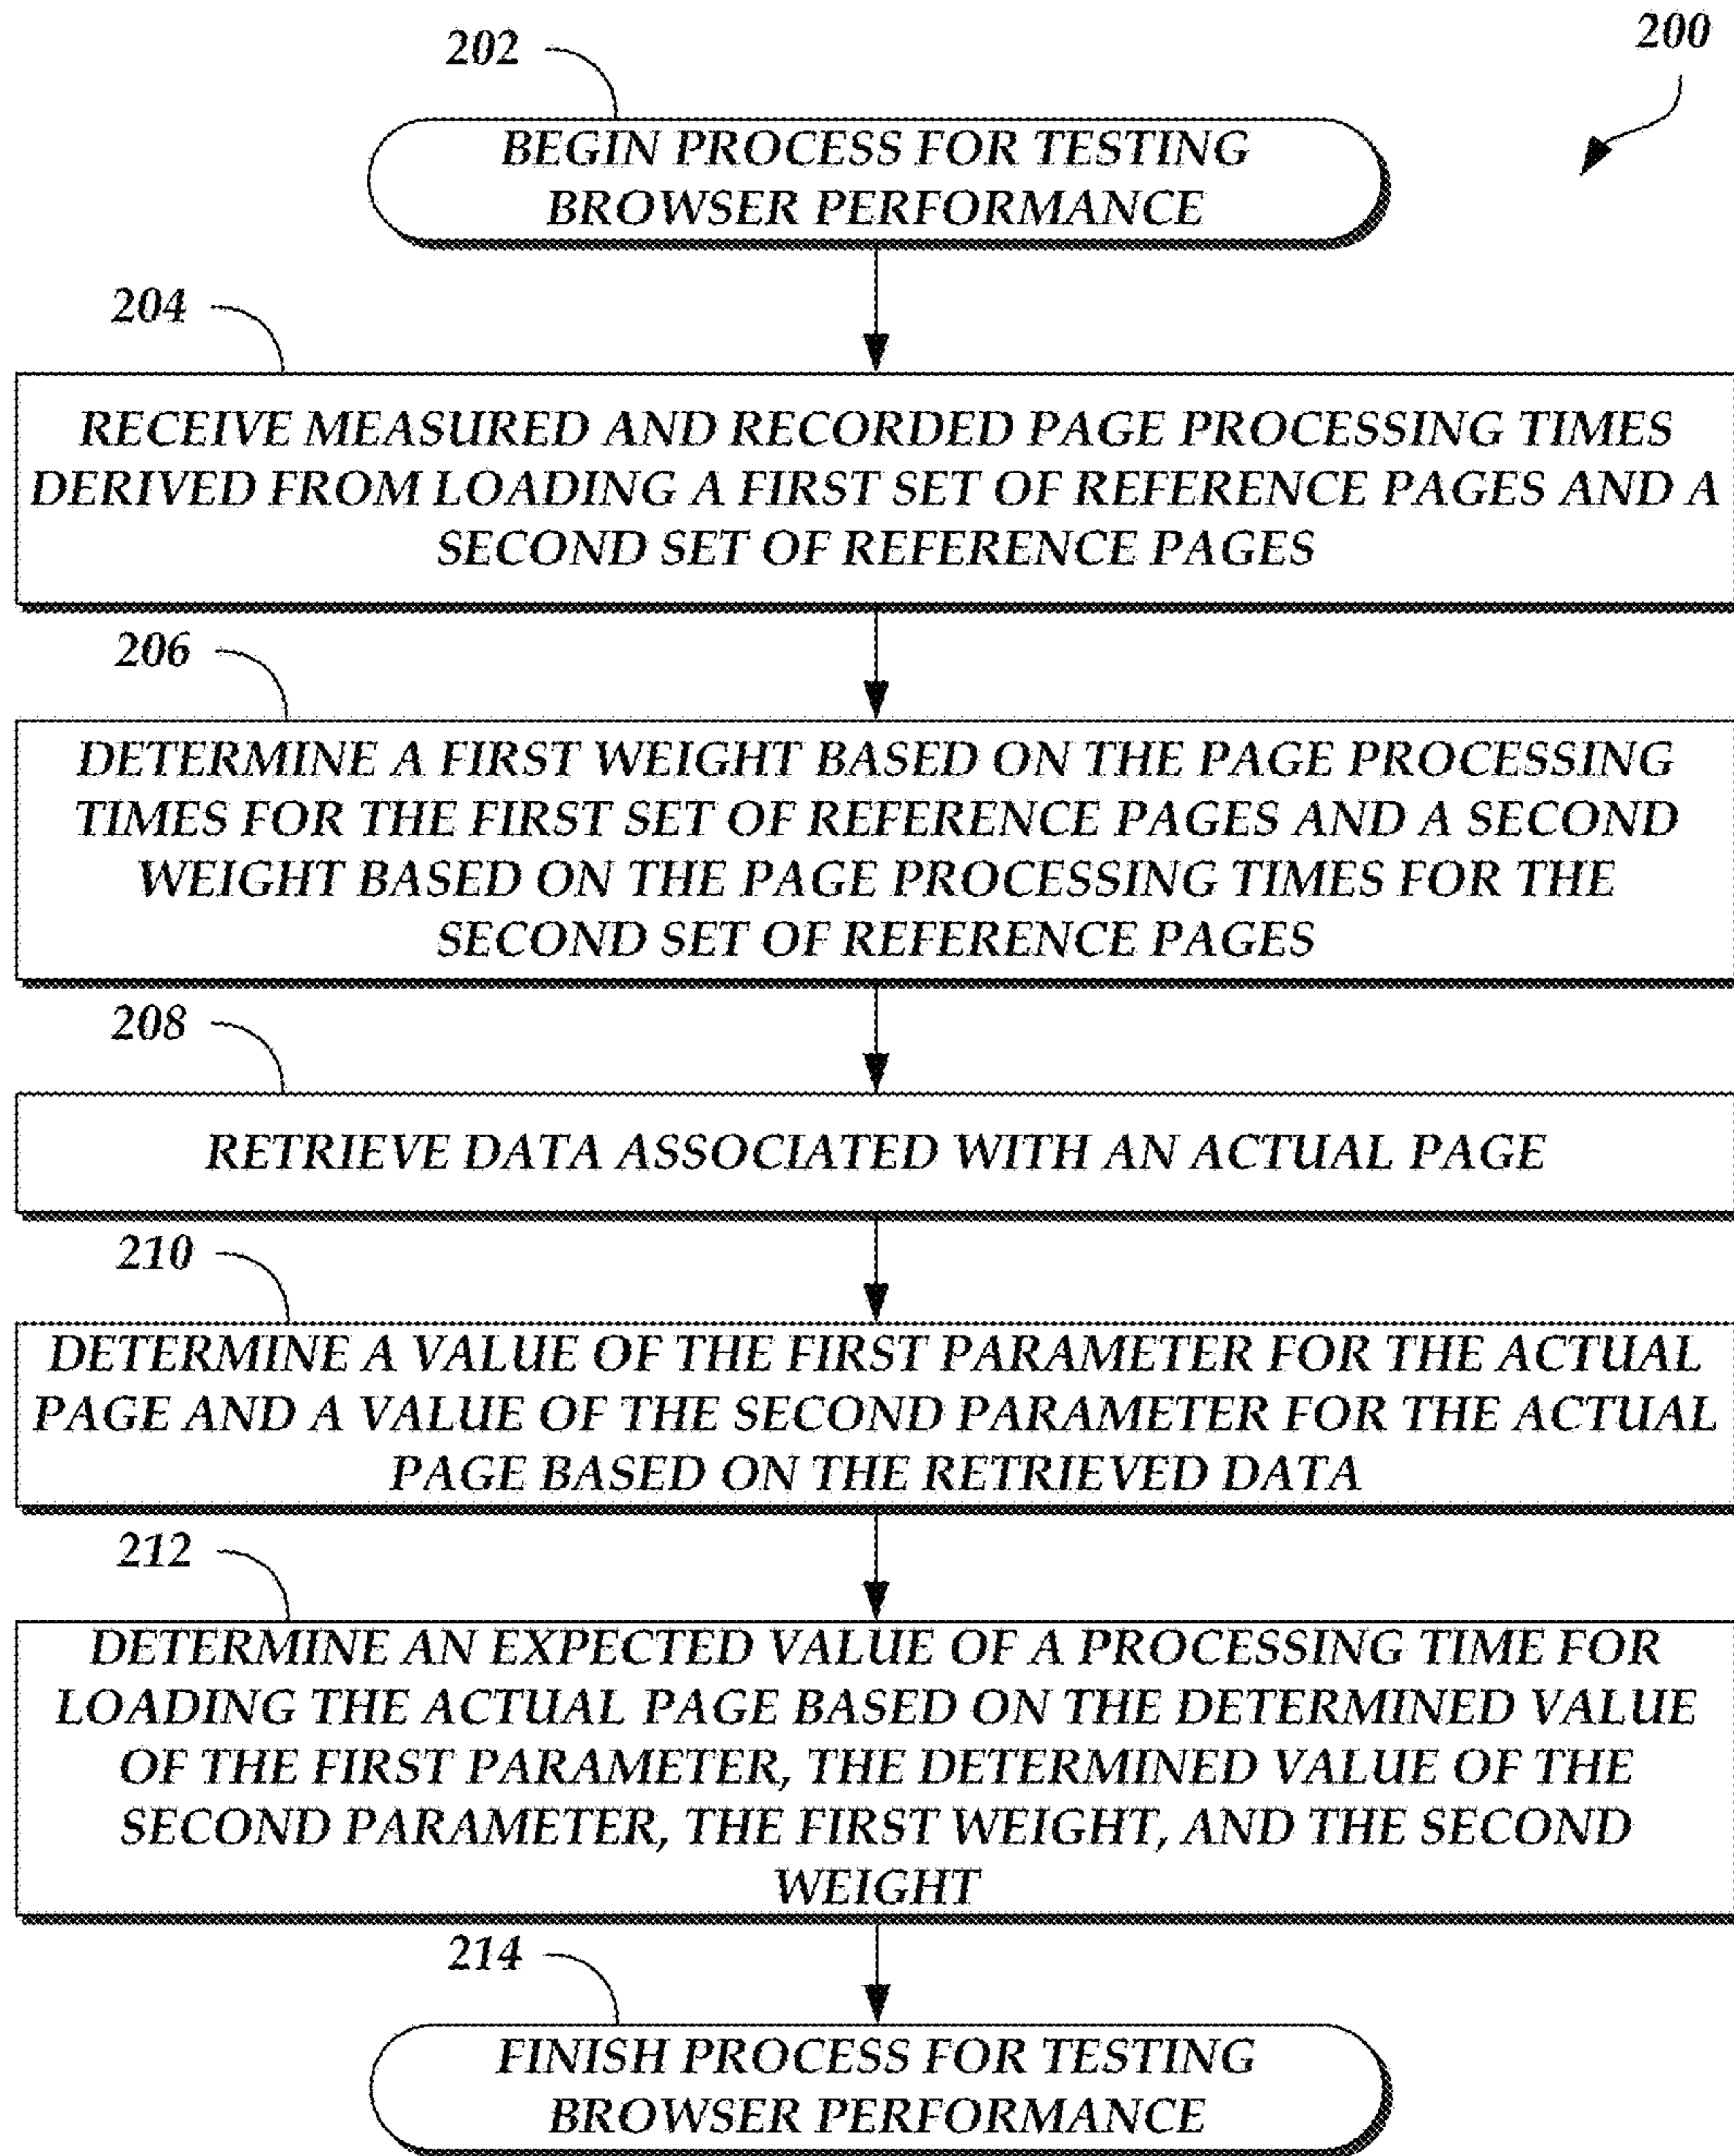 202
200
BEGIN PROCESS FOR TESTING
BROWSER PERFORMANCE
204
RECEIVE MEASURED AND RECORDED PAGE PROCESSING TIMES
DERIVED FROM LOADING A FIRST SET OF REFERENCE PAGES AND A
SECOND SET OF REFERENCE PAGES
206
DETERMINE A FIRST WEIGHT BASED ON THE PAGE PROCESSING
TIMES FOR THE FIRST SET OF REFERENCE PAGES AND A SECOND
WEIGHT BASED ON THE PAGE PROCESSING TIMES FOR THE
SECOND SET OF REFERENCE PAGES
208
RETRIEVE DATA ASSOCIATED WITH AN ACTUAL PAGE
210
DETERMINE A VALUE OF THE FIRST PARAMETER FOR THE ACTUAL
PAGE AND A VALUE OF THE SECOND PARAMETER FOR THE ACTUAL
PAGE BASED ON THE RETRIEVED DATA
212
DETERMINE AN EXPECTED VALUE OF A PROCESSING TIME FOR
LOADING THE ACTUAL PAGE BASED ON THE DETERMINED VALUE
OF THE FIRST PARAMETER, THE DETERMINED VALUE OF THE
SECOND PARAMETER, THE FIRST WEIGHT, AND THE SECOND
WEIGHT
214
FINISH PROCESS FOR TESTING
BROWSER PERFORMANCE